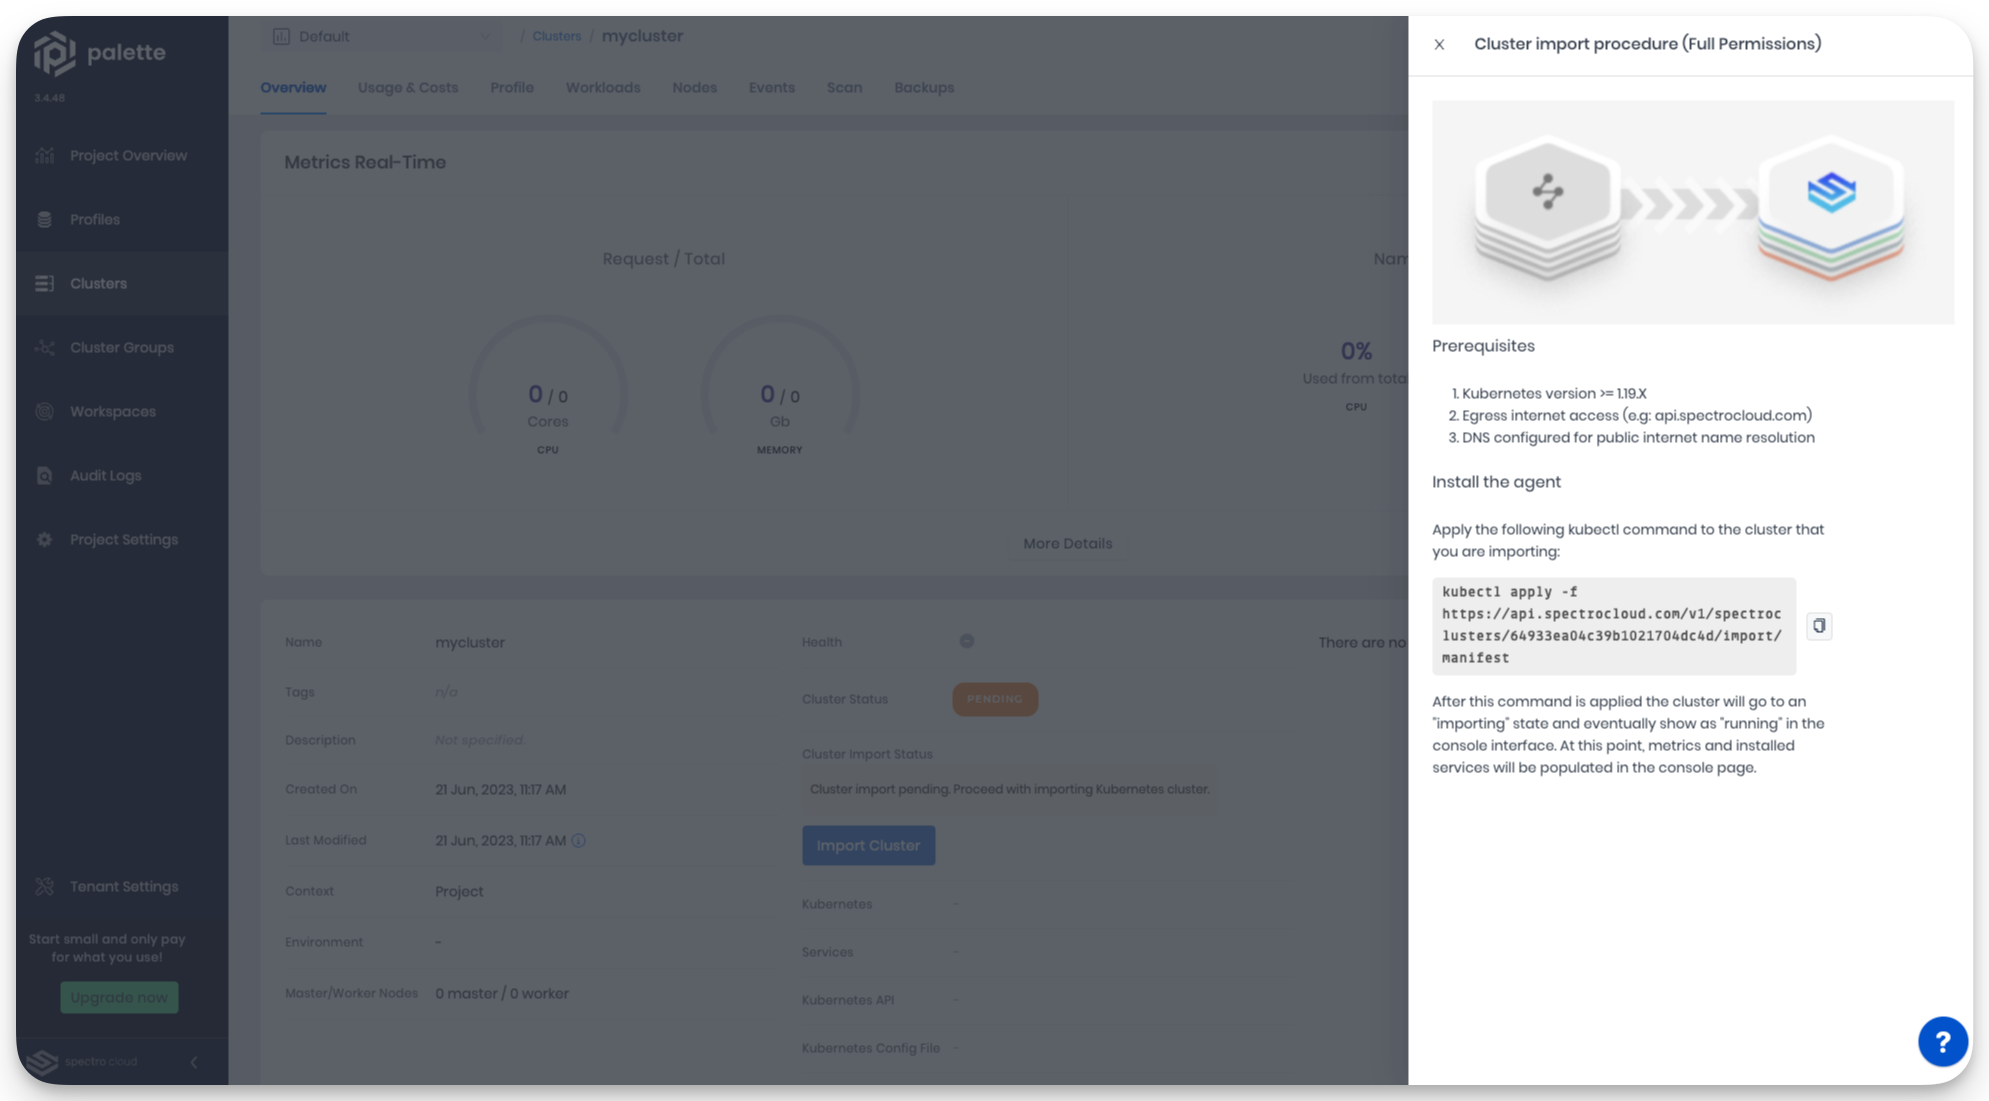 palette
3.4.48
Project Overview
Profiles
Clusters
Cluster Groups
Workspaces
Audit Logs
Project Settings
Tenant Settings
Start small and only pay
for what you use!
Upgrade now
spectro cloud
Default
/ Clusters / mycluster
Overview
Usage & Costs
Profile
Workloads
Nodes
Events
Scan
Backups
Metrics Real-Time
Request / Total
0 / 0
Cores
CPU
0 / 0
Gb
MEMORY
Nam
0%
Used from tota
CPU
More Details
Name mycluster
Tags n/a
Description Not specified.
Created On 21 Jun, 2023, 11:17 AM
Last Modified 21 Jun, 2023, 11:17 AM
Context Project
Environment -
Master/Worker Nodes 0 master / 0 worker
Health
Cluster Status PENDING
Cluster Import Status
Cluster import pending. Proceed with importing Kubernetes cluster.
Import Cluster
Kubernetes -
Services -
Kubernetes API -
Kubernetes Config File -
There are no
X Cluster import procedure (Full Permissions)
Prerequisites
1. Kubernetes version >= 1.19.X
2. Egress internet access (e.g: api.spectrocloud.com)
3. DNS configured for public internet name resolution
Install the agent
Apply the following kubectl command to the cluster that
you are importing:
kubectl apply -f
https://api.spectrocloud.com/v1/spectroc
lusters/64933ea04c39b1021704dc4d/import/
manifest
After this command is applied the cluster will go to an
"importing" state and eventually show as "running" in the
console interface. At this point, metrics and installed
services will be populated in the console page.
?